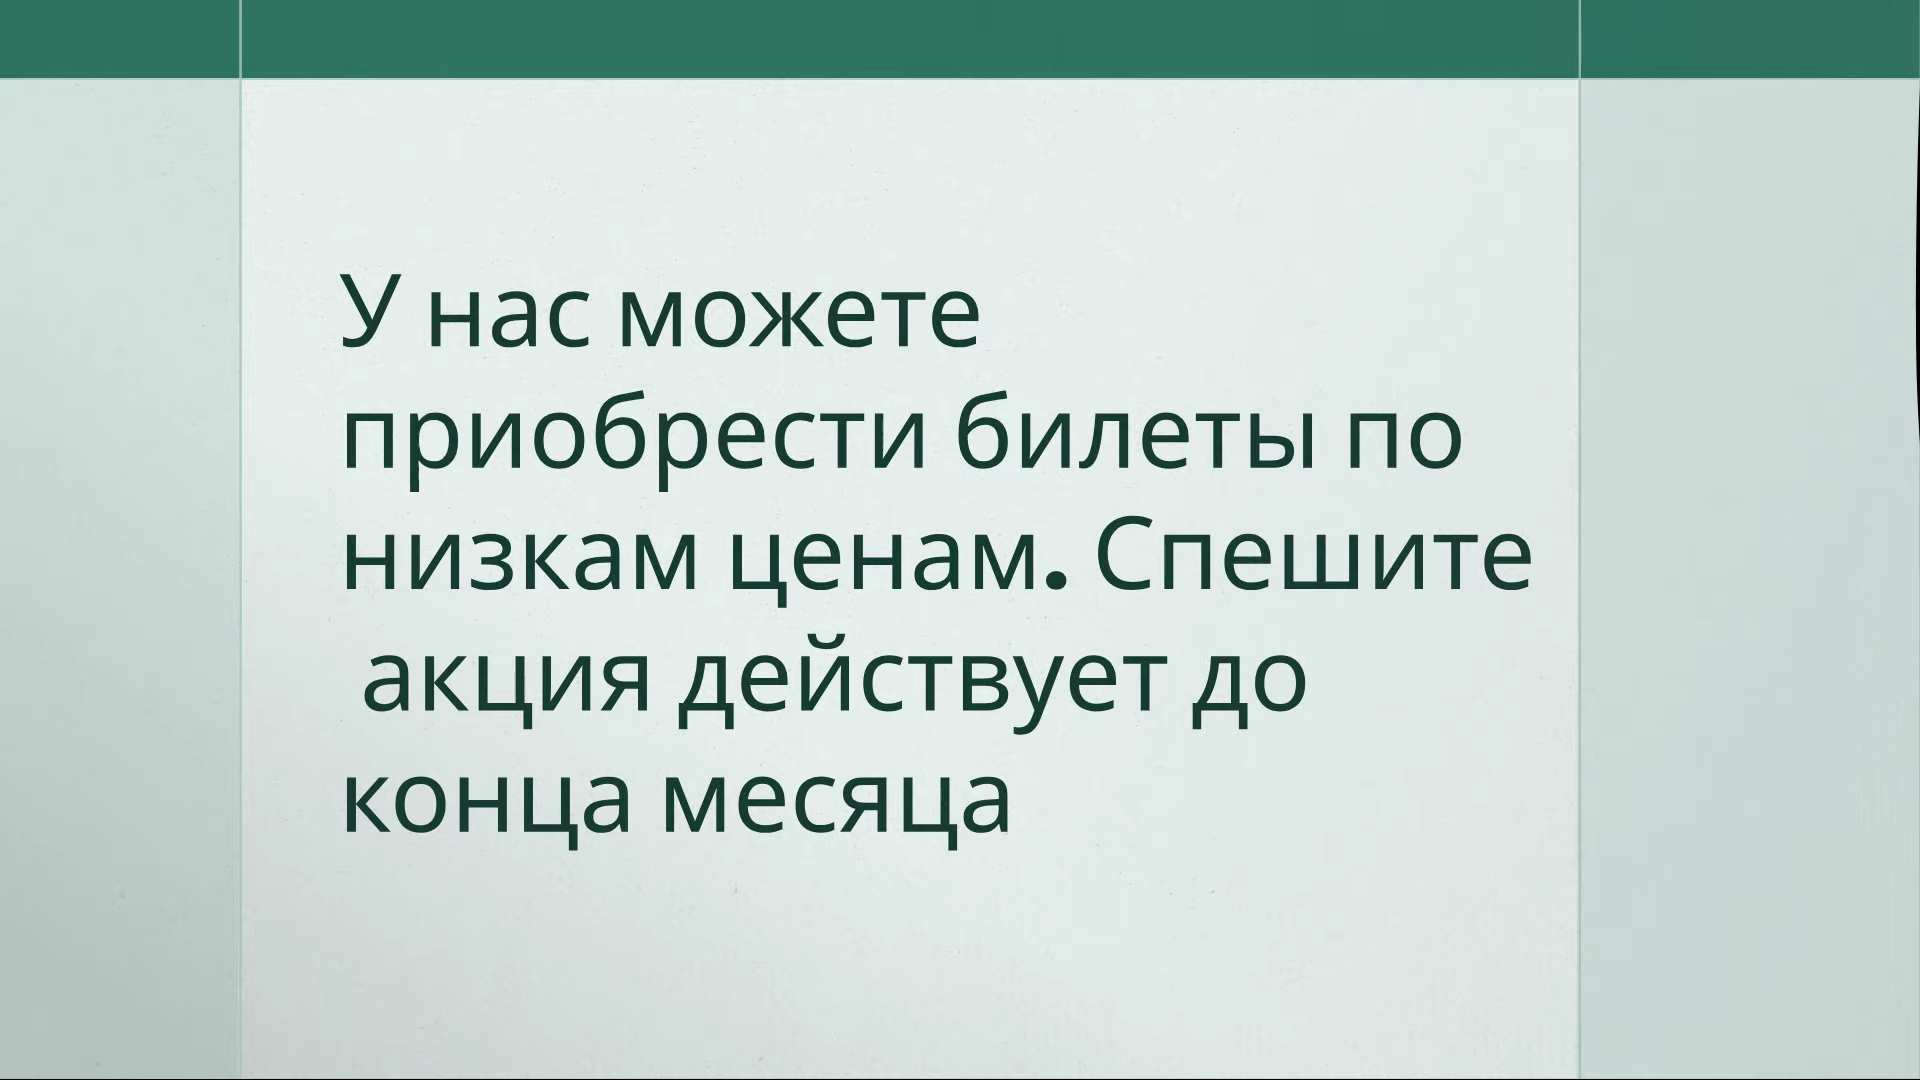 У нас можете
приобрести билеты по
низкам ценам. Спешите
акция действует до
конца месяца